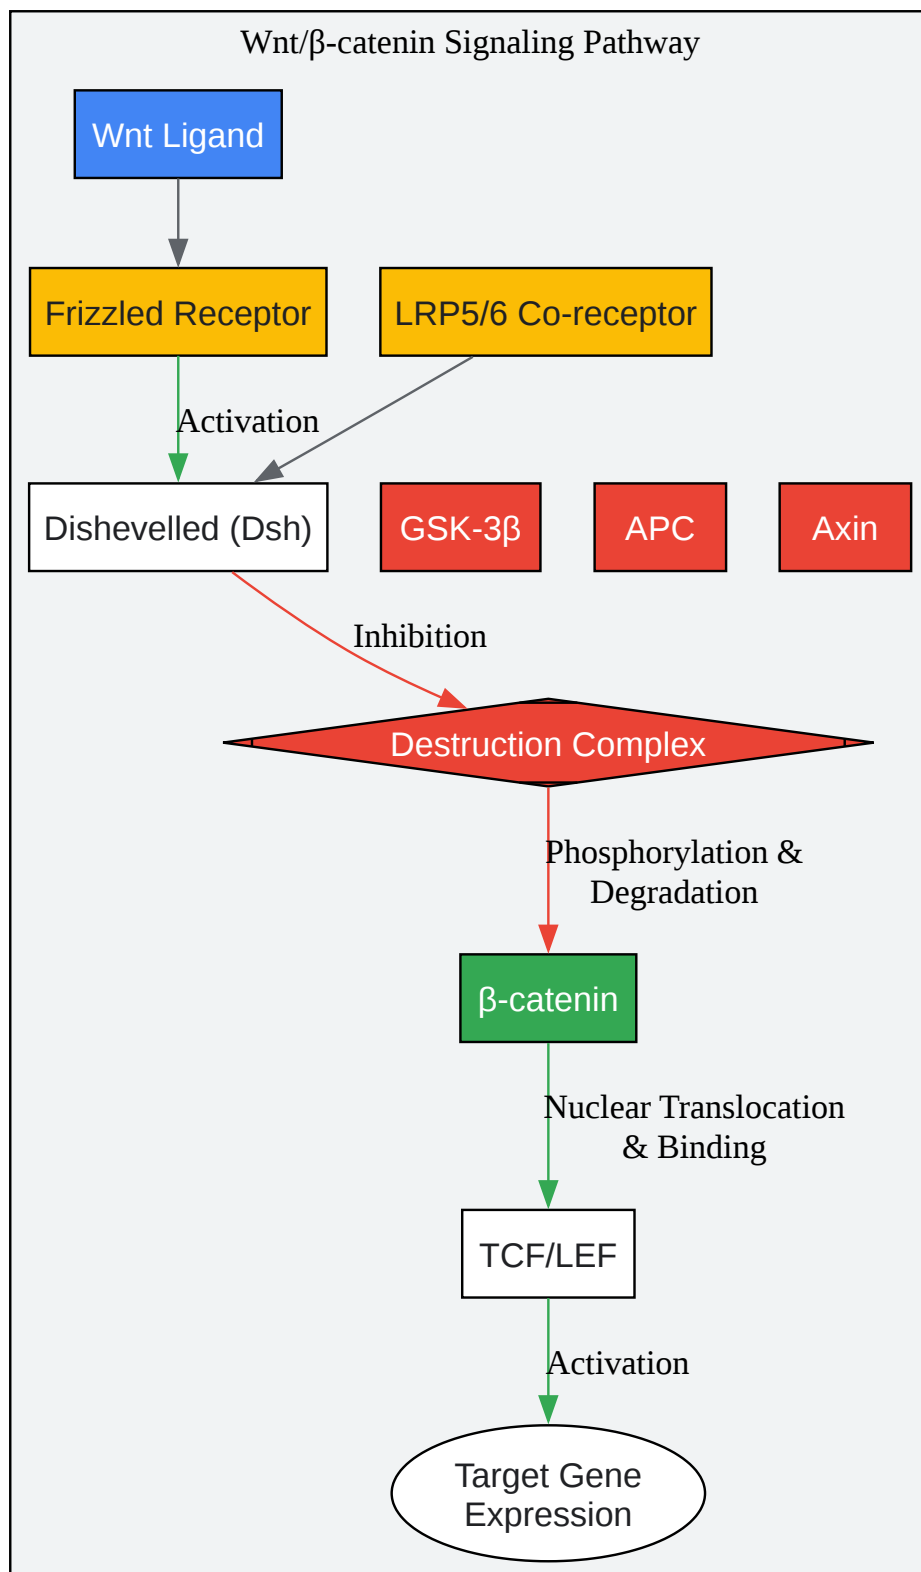 Wnt/β-catenin Signaling Pathway
Wnt Ligand
Frizzled Receptor
LRP5/6 Co-receptor
Activation
Dishevelled (Dsh)
GSK-3β
APC
Axin
Inhibition
Destruction Complex
Phosphorylation &
Degradation
β-catenin
Nuclear Translocation
& Binding
TCF/LEF
Activation
Target Gene
Expression